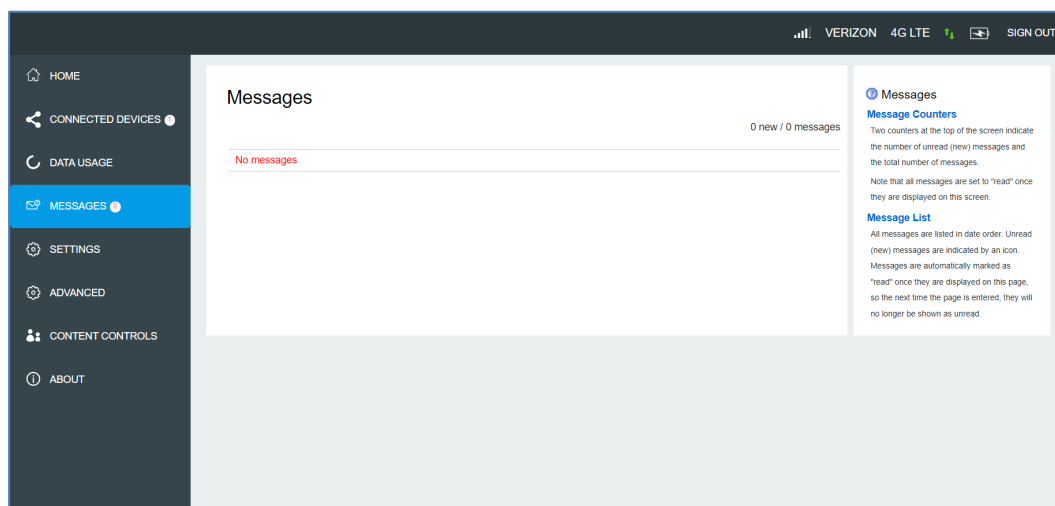 VERIZON 4G LTE SIGN OUT
HOME
CONNECTED DEVICES 1
DATA USAGE
MESSAGES 0
SETTINGS
ADVANCED
CONTENT CONTROLS
ABOUT
Messages
0 new / 0 messages
No messages
Messages
Message Counters
Two counters at the top of the screen indicate
the number of unread (new) messages and
the total number of messages.
Note that all messages are set to "read" once
they are displayed on this screen.
Message List
All messages are listed in date order. Unread
(new) messages are indicated by an icon.
Messages are automatically marked as
"read" once they are displayed on this page,
so the next time the page is entered, they will
no longer be shown as unread.